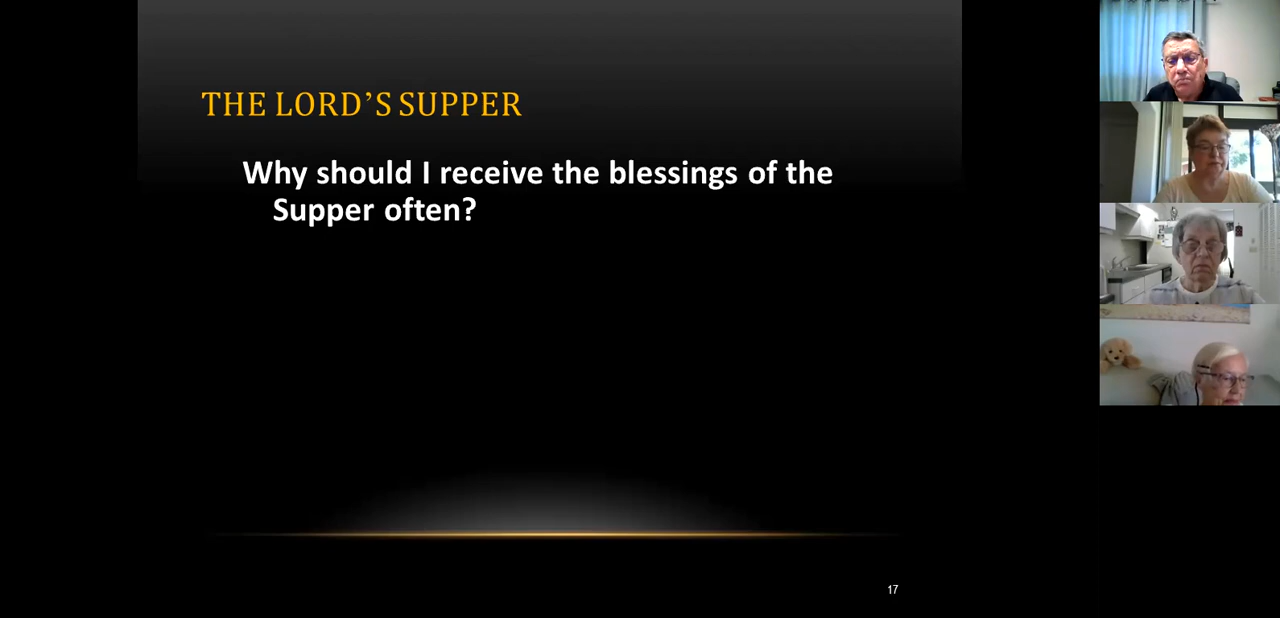 THE LORD'S SUPPER
Why should I receive the blessings of the
Supper often?
17